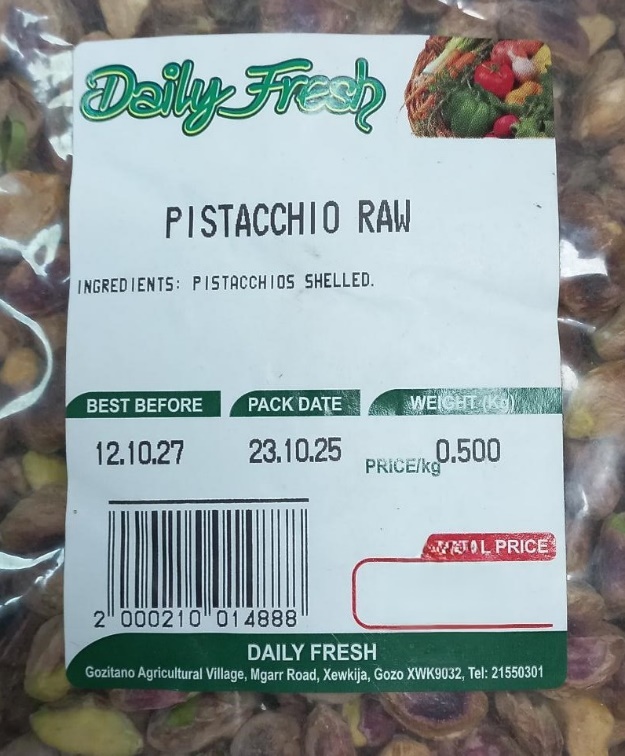 Daily Fresh
PISTACCHIO RAW
INGREDIENTS: PISTACCHIOS SHELLED.
BEST BEFORE PACK DATE WEIGHT (Kg)
12.10.27 23.10.25 PRICE/kg 0.500
TOTAL PRICE
2 000210 014888
DAILY FRESH
Gozitano Agricultural Village, Mgarr Road, Xewkija, Gozo XWK9032, Tel: 21550301